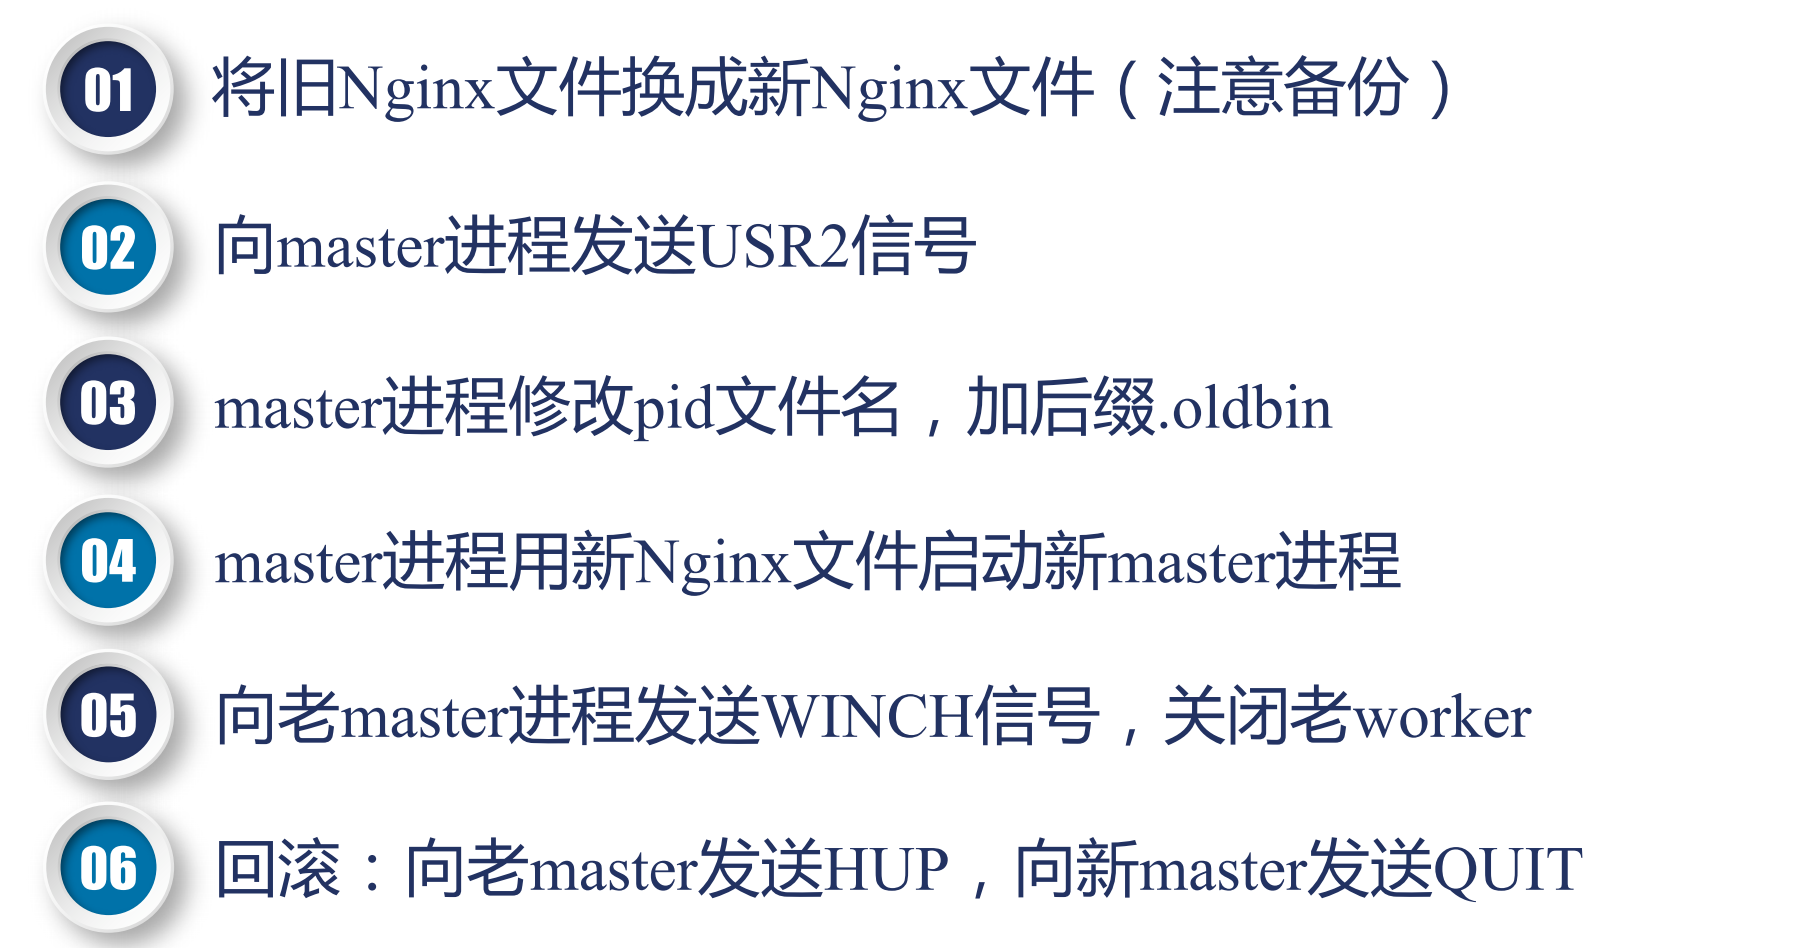 01 将旧Nginx文件换成新Nginx文件（注意备份）
02 向master进程发送USR2信号
03 master进程修改pid文件名，加后缀.oldbin
04 master进程用新Nginx文件启动新master进程
05 向老master进程发送WINCH信号，关闭老worker
06 回滚：向老master发送HUP，向新master发送QUIT